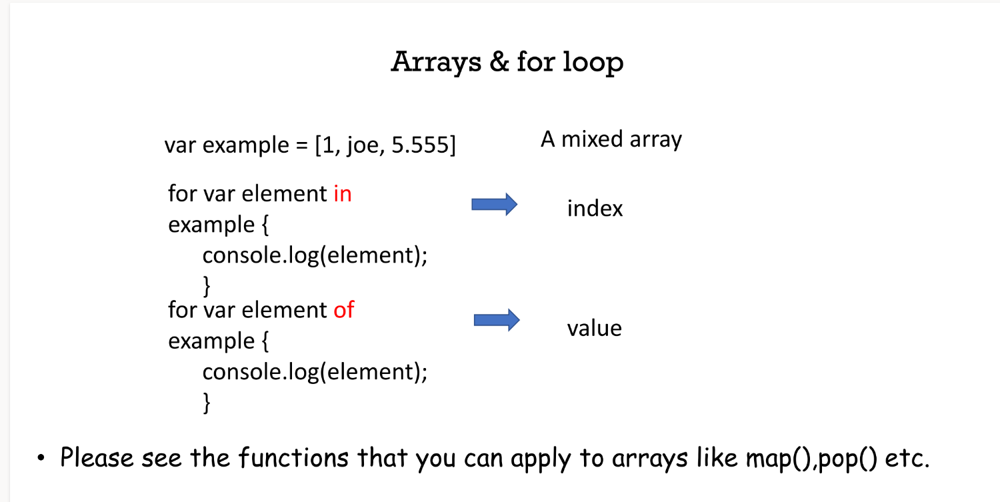 Arrays & for loop
var example = [1, joe, 5.555]
A mixed array
for var element in
example {
console.log(element);
}
index
for var element of
example {
console.log(element);
}
value
• Please see the functions that you can apply to arrays like map(),pop() etc.